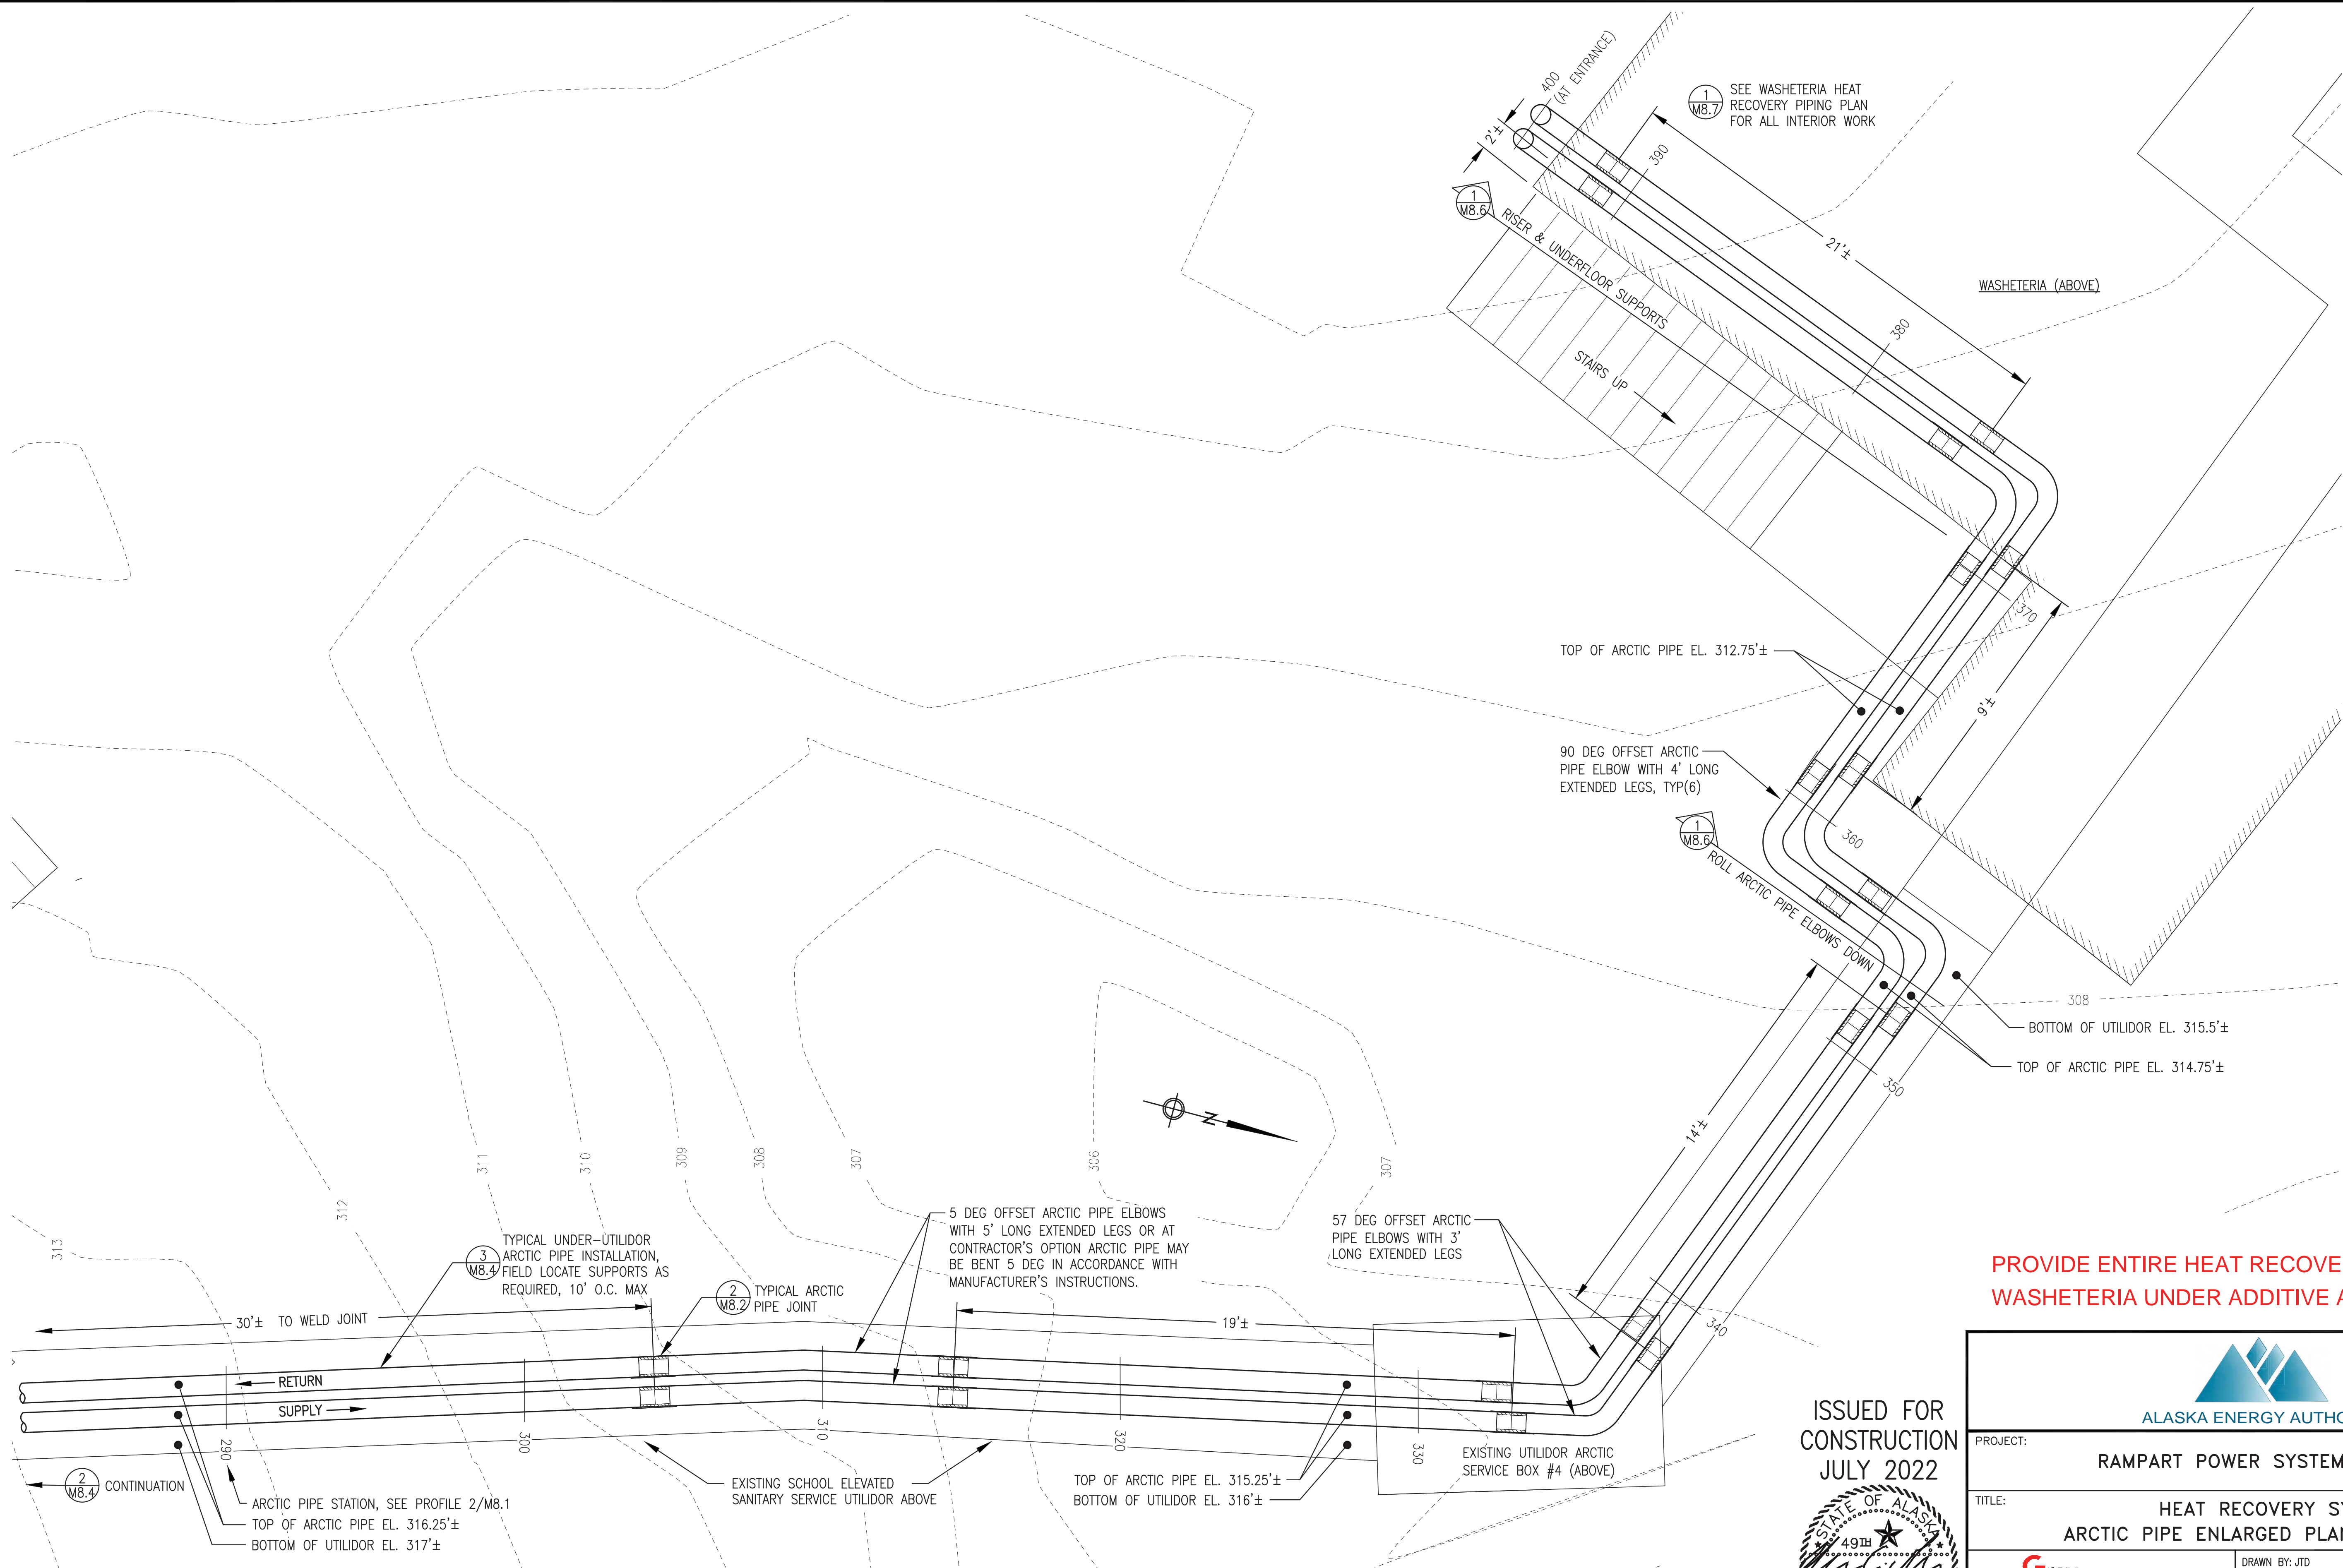 400
(AT ENTRANCE)
1
M8.7
SEE WASHETERIA HEAT
RECOVERY PIPING PLAN
FOR ALL INTERIOR WORK
2'±
390
1
M8.6
RISER & UNDERFLOOR SUPPORTS
21'±
WASHETERIA (ABOVE)
380
STAIRS UP
370
TOP OF ARCTIC PIPE EL. 312.75'±
9'±
90 DEG OFFSET ARCTIC
PIPE ELBOW WITH 4' LONG
EXTENDED LEGS, TYP(6)
1
M8.6
ROLL ARCTIC PIPE ELBOWS DOWN
360
308
BOTTOM OF UTILIDOR EL. 315.5'±
TOP OF ARCTIC PIPE EL. 314.75'±
350
14'±
N
313
312
311
310
309
308
307
306
307
3
M8.4
TYPICAL UNDER-UTILIDOR
ARCTIC PIPE INSTALLATION,
FIELD LOCATE SUPPORTS AS
REQUIRED, 10' O.C. MAX
2
M8.2
TYPICAL ARCTIC
PIPE JOINT
5 DEG OFFSET ARCTIC PIPE ELBOWS
WITH 5' LONG EXTENDED LEGS OR AT
CONTRACTOR'S OPTION ARCTIC PIPE MAY
BE BENT 5 DEG IN ACCORDANCE WITH
MANUFACTURER'S INSTRUCTIONS.
57 DEG OFFSET ARCTIC
PIPE ELBOWS WITH 3'
LONG EXTENDED LEGS
30'± TO WELD JOINT
19'±
340
RETURN
SUPPLY
290
300
310
320
330
2
M8.4
CONTINUATION
ARCTIC PIPE STATION, SEE PROFILE 2/M8.1
TOP OF ARCTIC PIPE EL. 316.25'±
BOTTOM OF UTILIDOR EL. 317'±
EXISTING SCHOOL ELEVATED
SANITARY SERVICE UTILIDOR ABOVE
TOP OF ARCTIC PIPE EL. 315.25'±
BOTTOM OF UTILIDOR EL. 316'±
EXISTING UTILIDOR ARCTIC
SERVICE BOX #4 (ABOVE)
PROVIDE ENTIRE HEAT RECOVE
WASHETERIA UNDER ADDITIVE A
ISSUED FOR
CONSTRUCTION
JULY 2022
STATE OF ALASKA
49TH
ALASKA ENERGY AUTHO
PROJECT:
RAMPART POWER SYSTEM
TITLE:
HEAT RECOVERY SY
ARCTIC PIPE ENLARGED PLAN
DRAWN BY: JTD